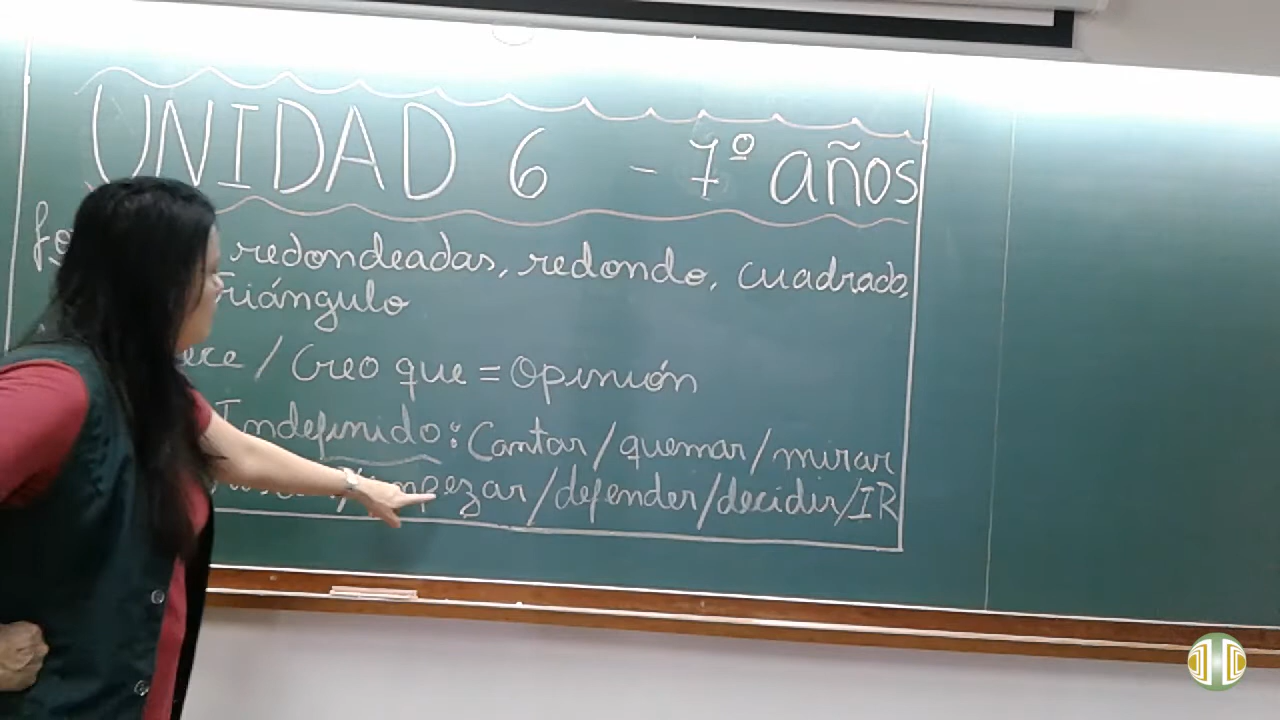 UNIDAD 6 - 7º años
redondeadas, redondo, cuadrado,
Triángulo
/ Creo que = Opinión
Indefinido: Cantar / quemar / mirar
/ empezar / defender / decidir / IR